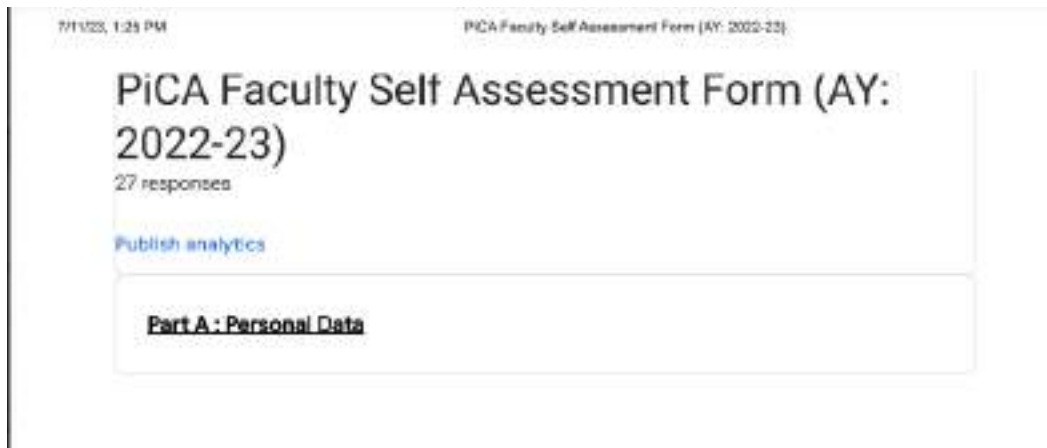 7/11/23, 1:25 PM PiCA Faculty Self Assessment Form (AY: 2022-23)
PiCA Faculty Self Assessment Form (AY:
2022-23)
27 responses
Publish analytics
Part A : Personal Data